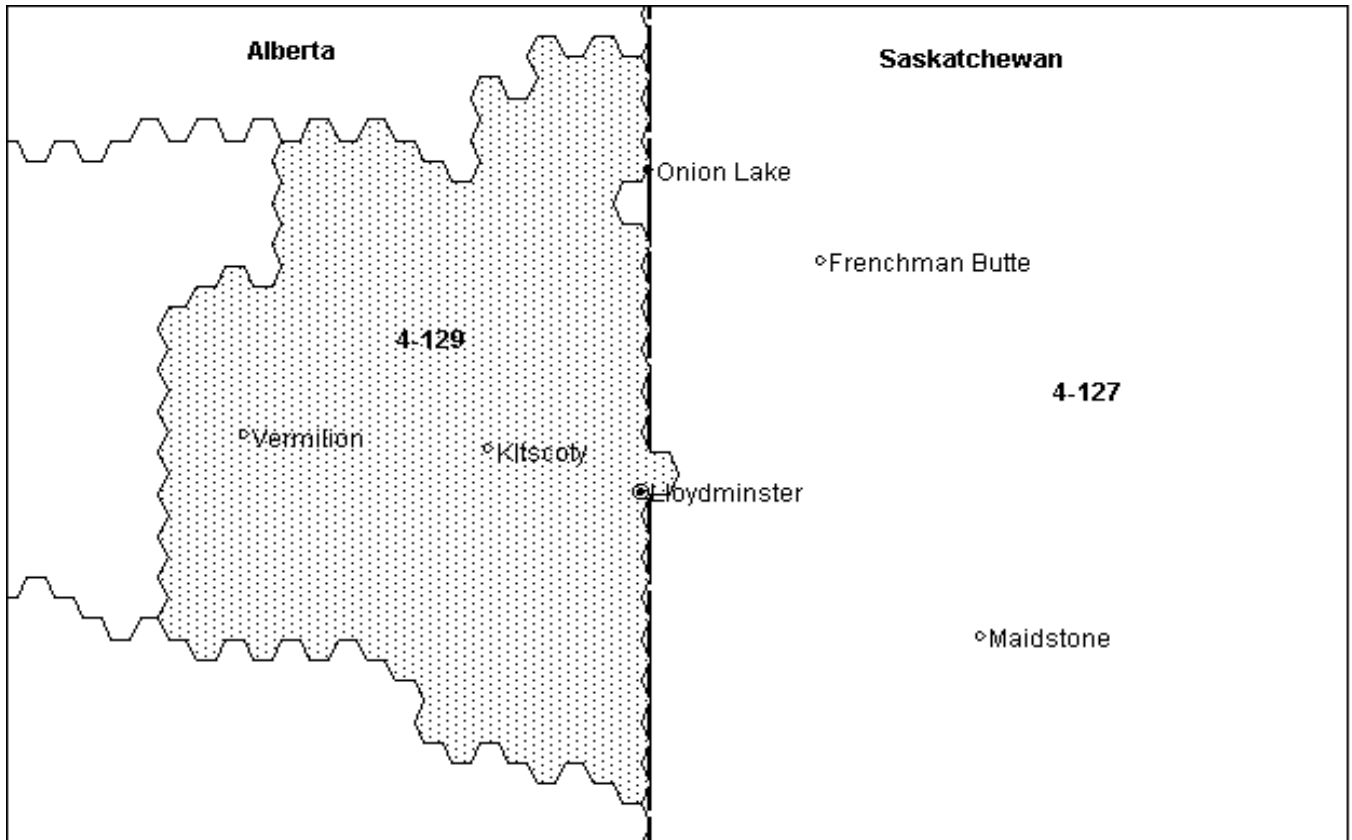 Alberta
Saskatchewan
Onion Lake
Frenchman Butte
4-129
4-127
Vermilion
Kitscoty
Lloydminster
Maidstone